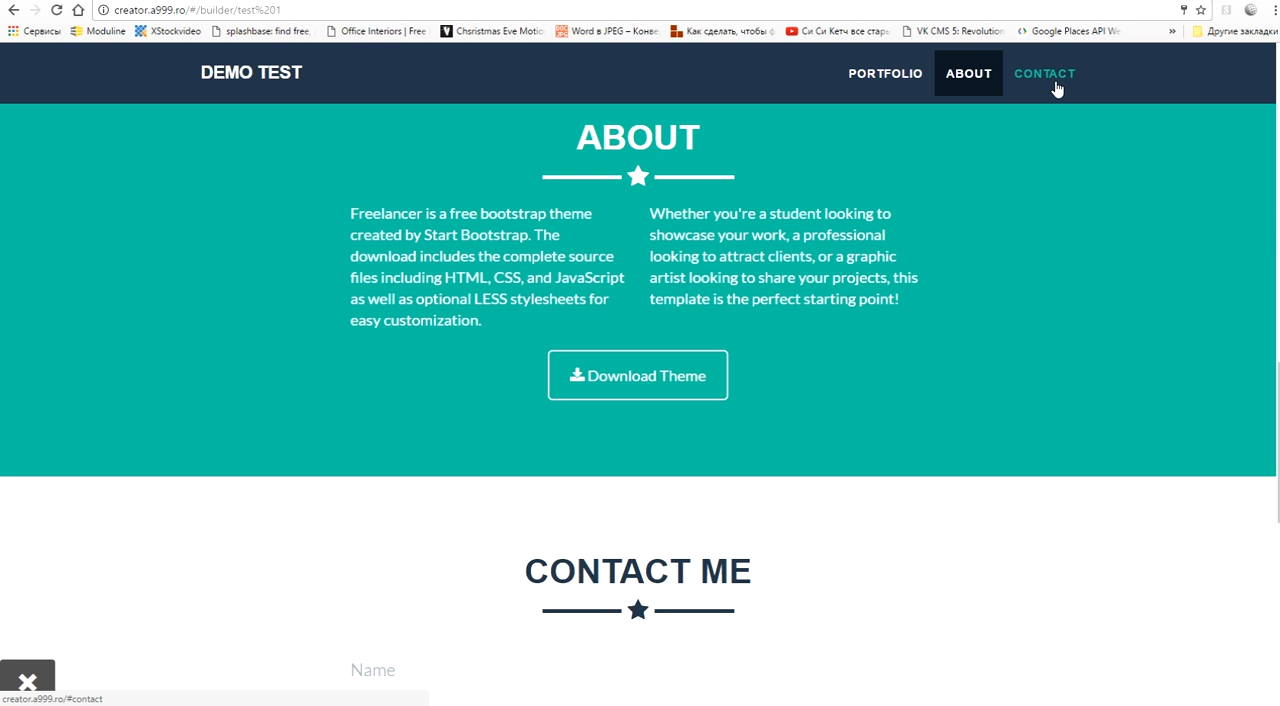 creator.a999.ro/#/builder/test%201
Сервисы
Moduline
XStockvideo
splashbase: find free,
Office Interiors | Free
Chsristmas Eve Motio
Word в JPEG – Конве
Как сделать, чтобы ф
Си Си Кетч все стар
VK CMS 5: Revolution
Google Places API We
»
Другие закладки
DEMO TEST
PORTFOLIO
ABOUT
CONTACT
ABOUT
Freelancer is a free bootstrap theme
created by Start Bootstrap. The
download includes the complete source
files including HTML, CSS, and JavaScript
as well as optional LESS stylesheets for
easy customization.
Whether you're a student looking to
showcase your work, a professional
looking to attract clients, or a graphic
artist looking to share your projects, this
template is the perfect starting point!
Download Theme
CONTACT ME
Name
creator.a999.ro/#contact